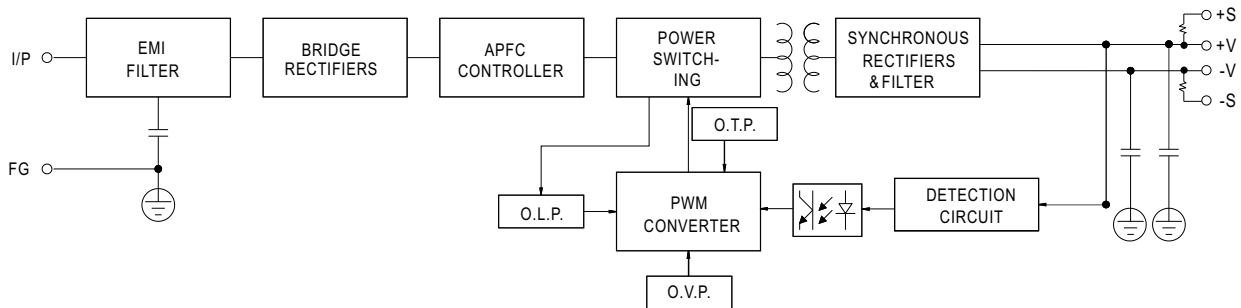 I/P
EMI
FILTER
BRIDGE
RECTIFIERS
APFC
CONTROLLER
POWER
SWITCH-
ING
SYNCHRONOUS
RECTIFIERS
&FILTER
+S
+V
-V
-S
FG
O.T.P.
O.L.P.
PWM
CONVERTER
DETECTION
CIRCUIT
O.V.P.